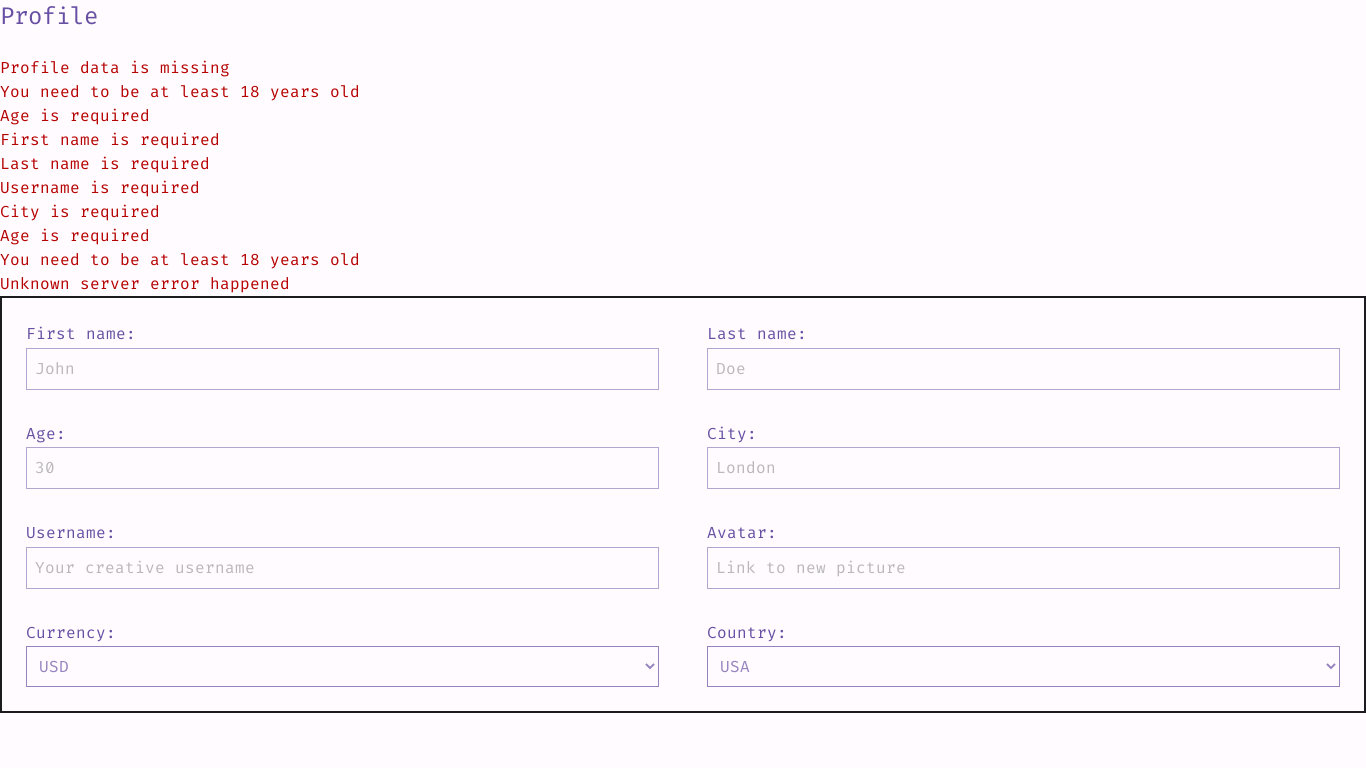 Profile
Profile data is missing
You need to be at least 18 years old
Age is required
First name is required
Last name is required
Username is required
City is required
Age is required
You need to be at least 18 years old
Unknown server error happened
First name:
Last name:
John
Doe
Age:
City:
30
London
Username:
Avatar:
Your creative username
Link to new picture
Currency:
Country:
USD
USA